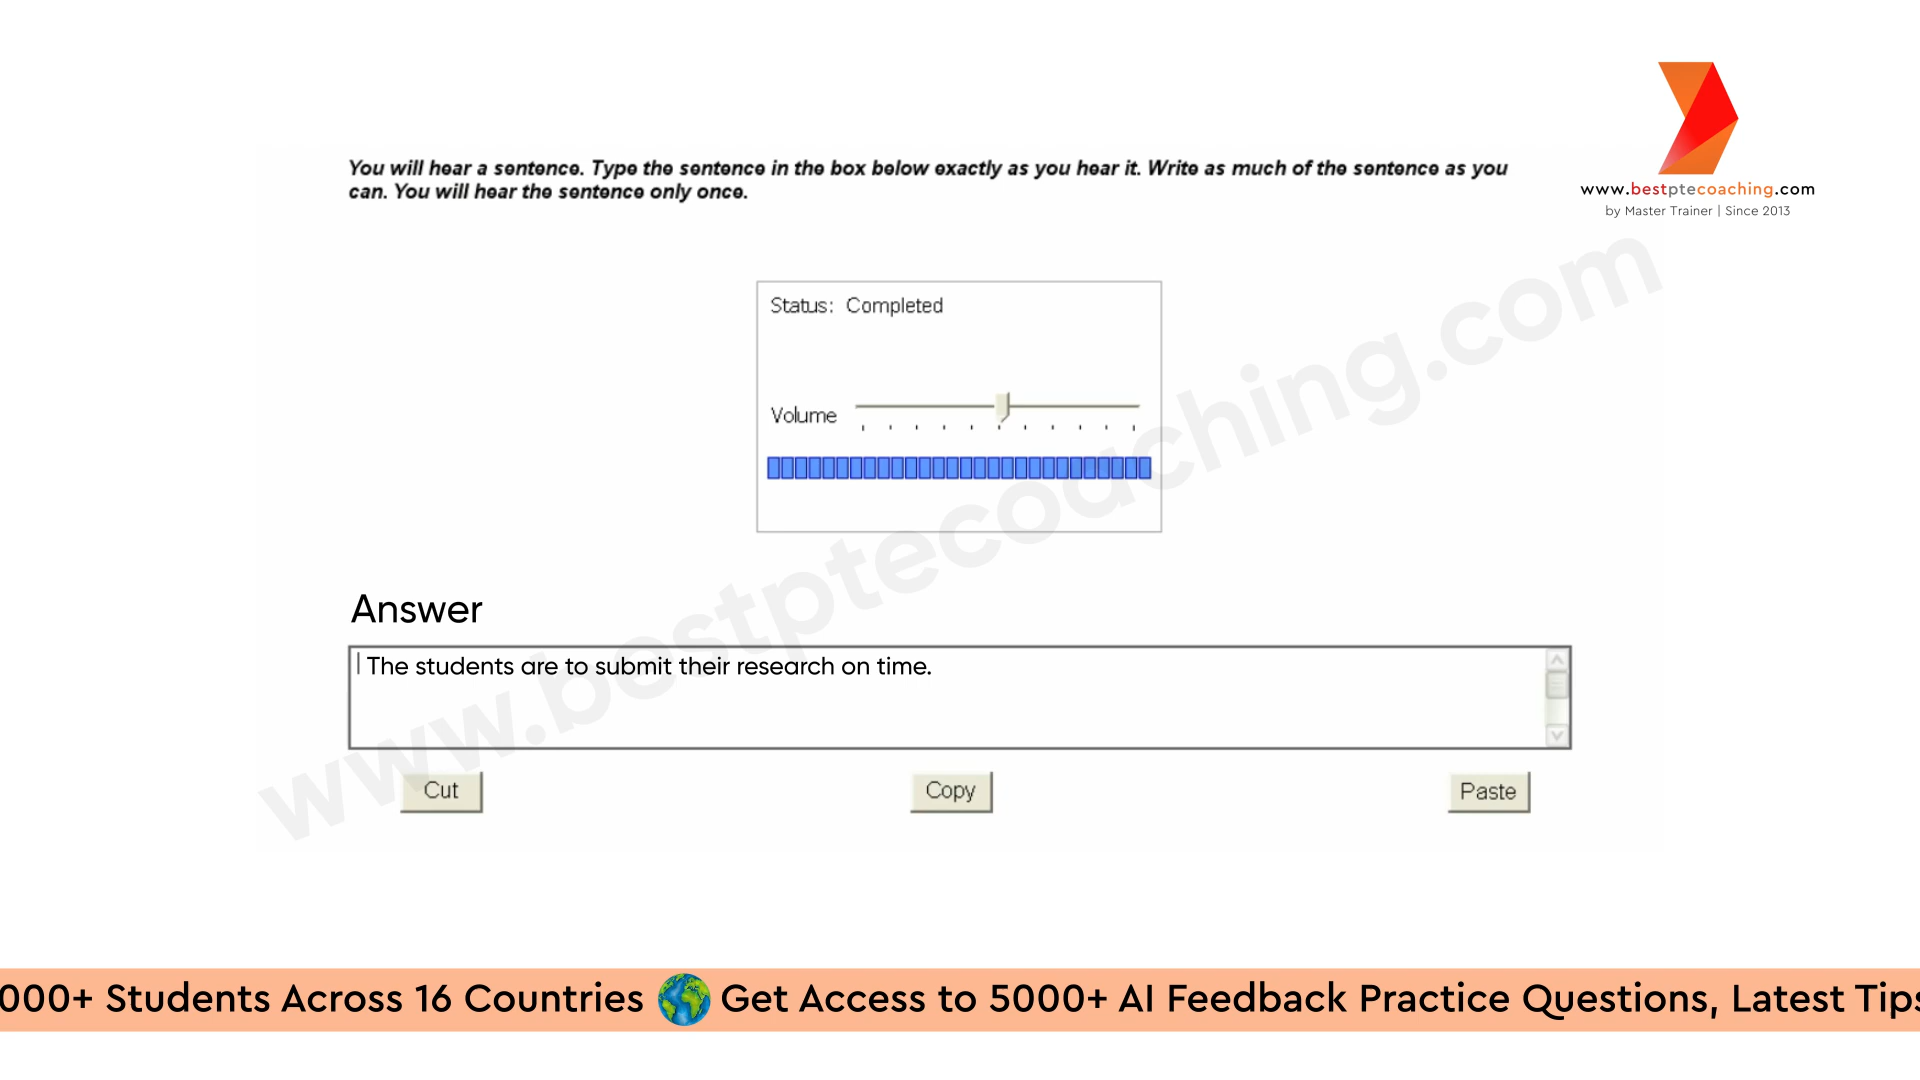 You will hear a sentence. Type the sentence in the box below exactly as you hear it. Write as much of the sentence as you
can. You will hear the sentence only once.
www.bestptecoaching.com
by Master Trainer | Since 2013
Status: Completed
Volume
www.bestptecoaching.com
Answer
The students are to submit their research on time.
Cut
Copy
Paste
000+ Students Across 16 Countries Get Access to 5000+ AI Feedback Practice Questions, Latest Tips